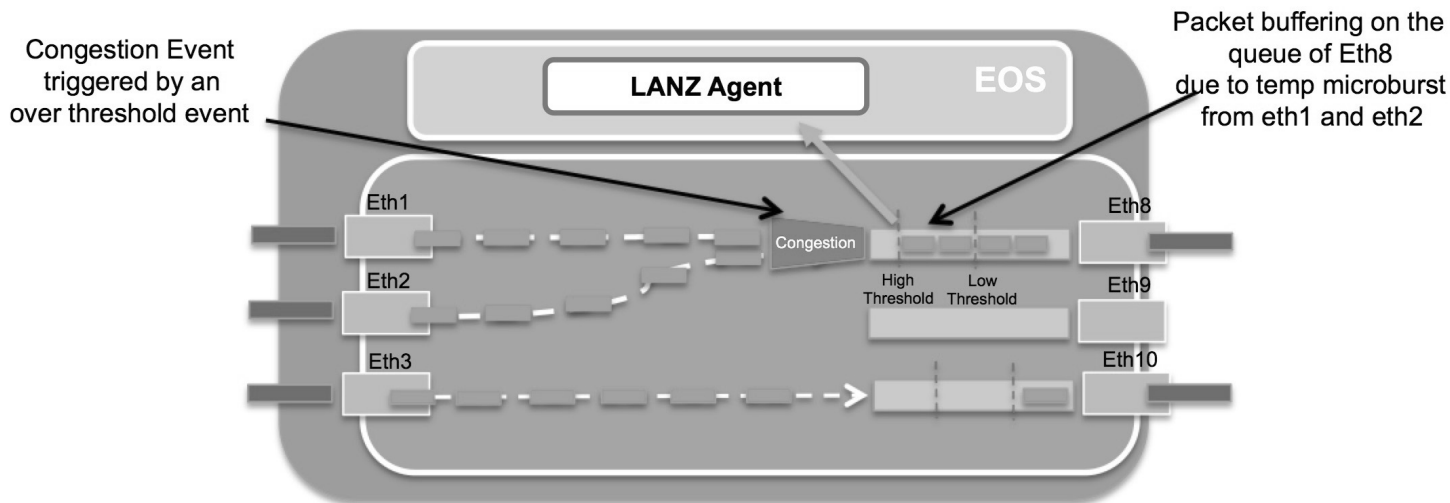 Congestion Event
triggered by an
over threshold event
LANZ Agent
EOS
Packet buffering on the
queue of Eth8
due to temp microburst
from eth1 and eth2
Eth1
Eth2
Eth3
Congestion
High
Threshold
Low
Threshold
Eth8
Eth9
Eth10